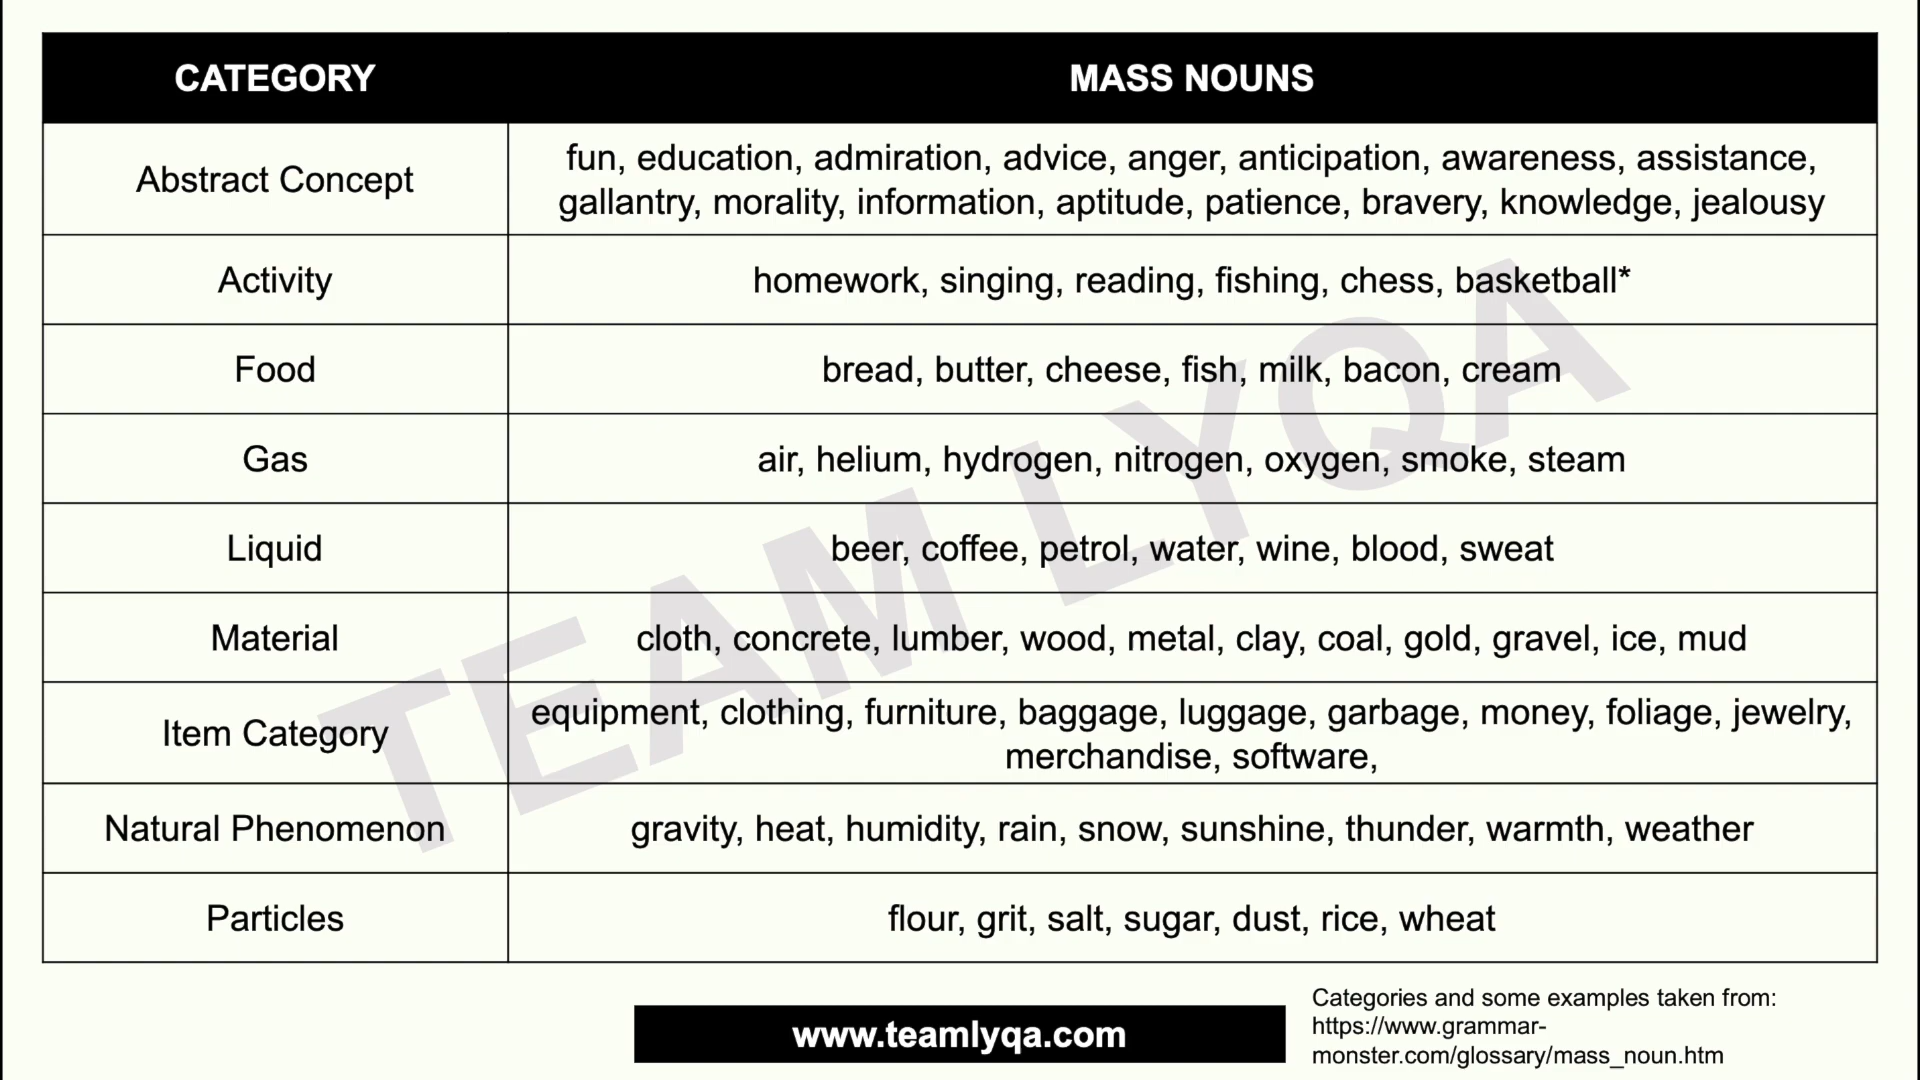 CATEGORY
MASS NOUNS
Abstract Concept
fun, education, admiration, advice, anger, anticipation, awareness, assistance,
gallantry, morality, information, aptitude, patience, bravery, knowledge, jealousy
Activity
homework, singing, reading, fishing, chess, basketball*
Food
bread, butter, cheese, fish, milk, bacon, cream
Gas
air, helium, hydrogen, nitrogen, oxygen, smoke, steam
Liquid
beer, coffee, petrol, water, wine, blood, sweat
Material
cloth, concrete, lumber, wood, metal, clay, coal, gold, gravel, ice, mud
Item Category
equipment, clothing, furniture, baggage, luggage, garbage, money, foliage, jewelry,
merchandise, software,
Natural Phenomenon
gravity, heat, humidity, rain, snow, sunshine, thunder, warmth, weather
Particles
flour, grit, salt, sugar, dust, rice, wheat
TEAM LYQA
www.teamlyqa.com
Categories and some examples taken from:
https://www.grammar-
monster.com/glossary/mass_noun.htm